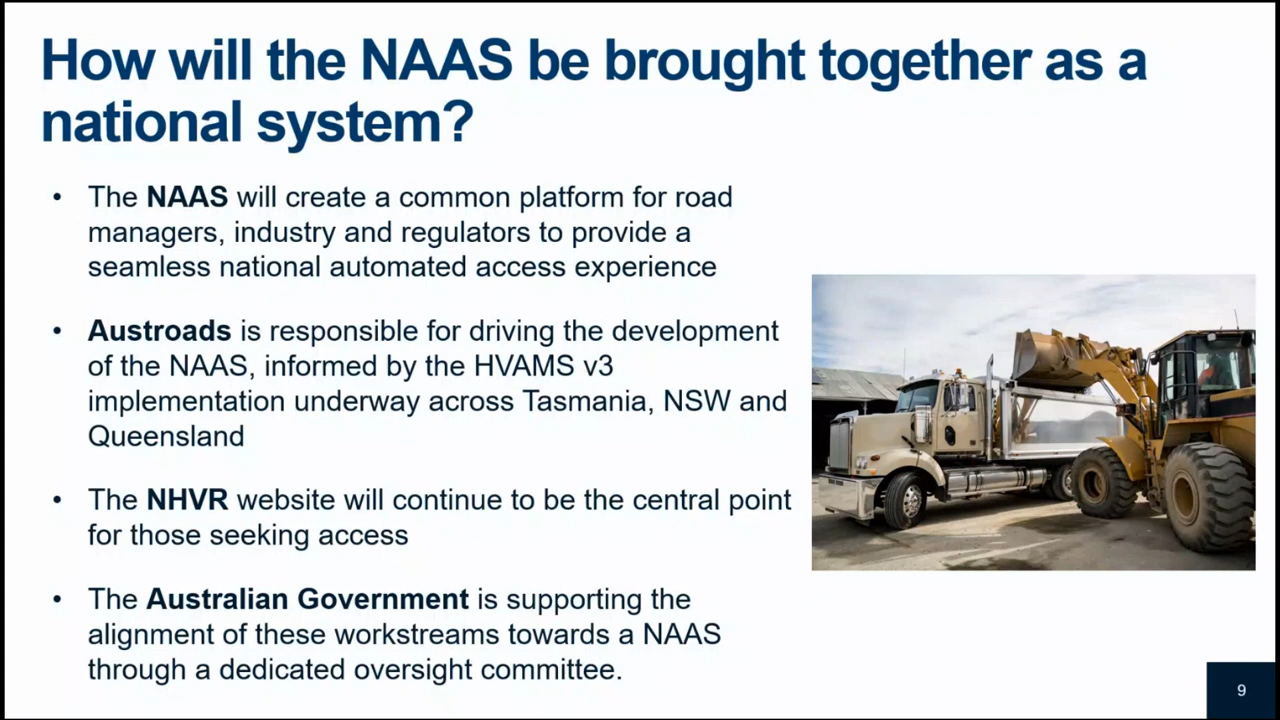 How will the NAAS be brought together as a
national system?
• The NAAS will create a common platform for road
managers, industry and regulators to provide a
seamless national automated access experience
• Austroads is responsible for driving the development
of the NAAS, informed by the HVAMS v3
implementation underway across Tasmania, NSW and
Queensland
• The NHVR website will continue to be the central point
for those seeking access
• The Australian Government is supporting the
alignment of these workstreams towards a NAAS
through a dedicated oversight committee.
9